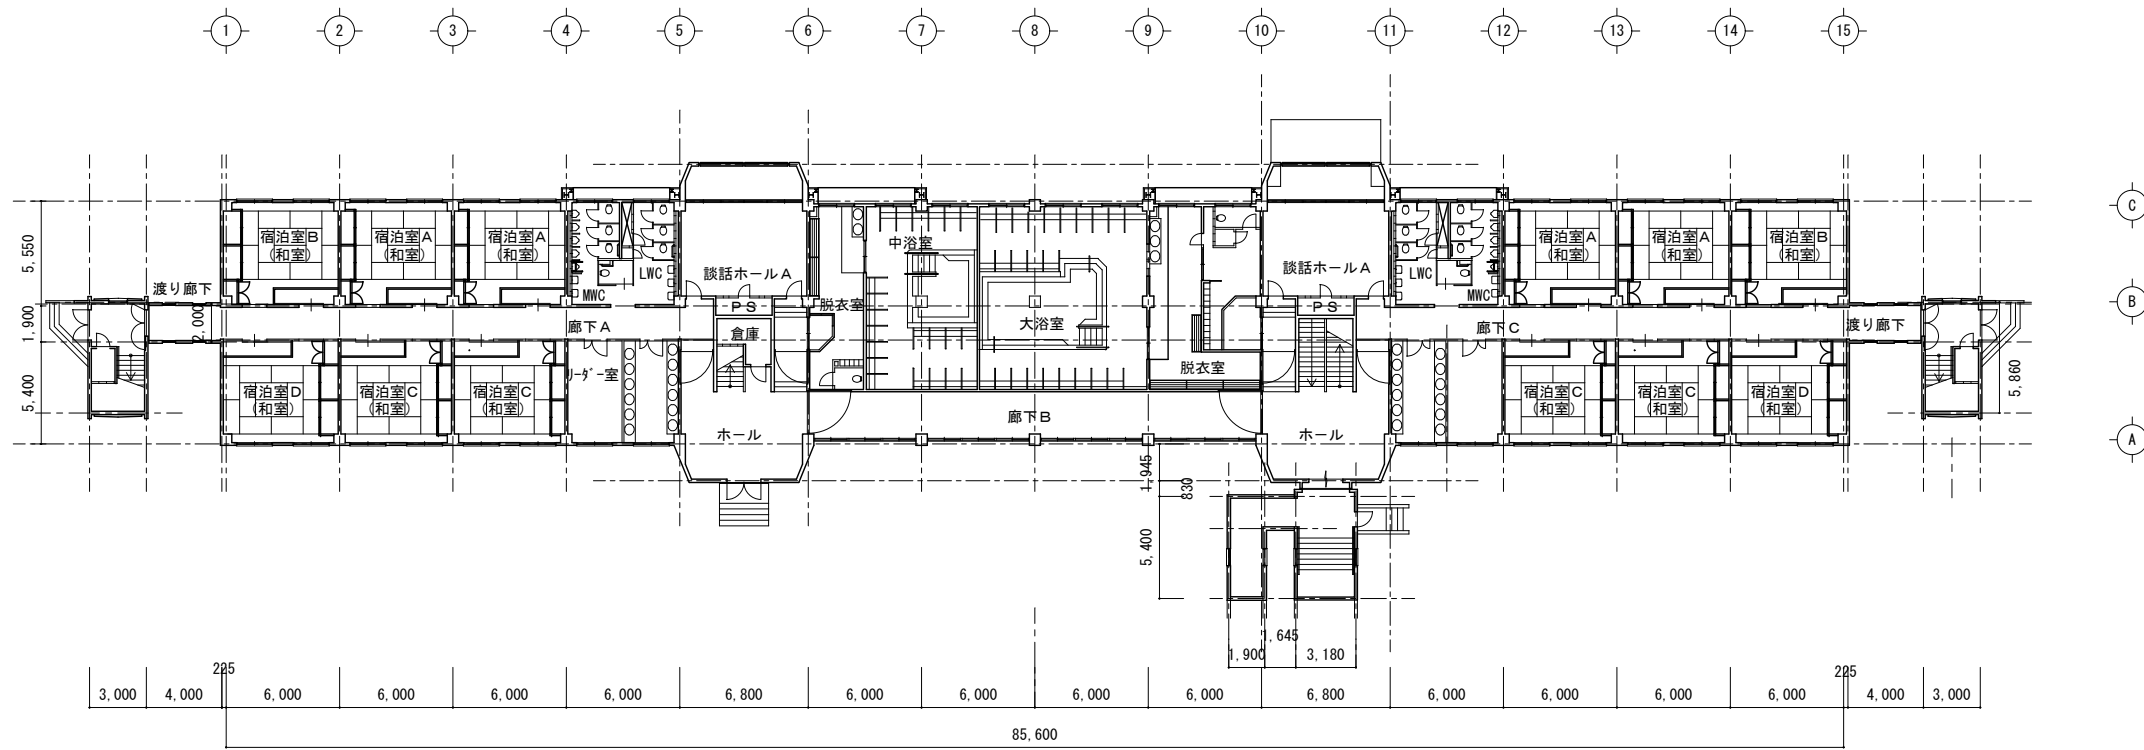 1 2 3 4 5 6 7 8 9 10 11 12 13 14 15
C
B
A
5,550
1,900
5,400
2,000
渡り廊下
宿泊室B
(和室)
宿泊室A
(和室)
宿泊室A
(和室)
MWC
LWC
談話ホールA
PS
倉庫
中浴室
脱衣室
大浴室
脱衣室
談話ホールA
PS
LWC
MWC
宿泊室A
(和室)
宿泊室A
(和室)
宿泊室B
(和室)
廊下A
廊下C
渡り廊下
宿泊室D
(和室)
宿泊室C
(和室)
宿泊室C
(和室)
リーダー室
ホール
廊下B
ホール
宿泊室C
(和室)
宿泊室C
(和室)
宿泊室D
(和室)
5,860
1,945
830
5,400
1,645
1,900
3,180
225
225
3,000 4,000 6,000 6,000 6,000 6,000 6,800 6,000 6,000 6,000 6,000 6,800 6,000 6,000 6,000 6,000 4,000 3,000
85,600